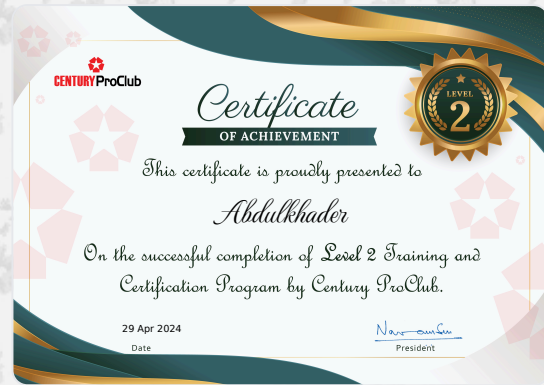 CENTURY ProClub
LEVEL
2
Certificate
OF ACHIEVEMENT
This certificate is proudly presented to
Abdulkhader
On the successful completion of Level 2 Training and
Certification Program by Century ProClub.
29 Apr 2024
Date
President